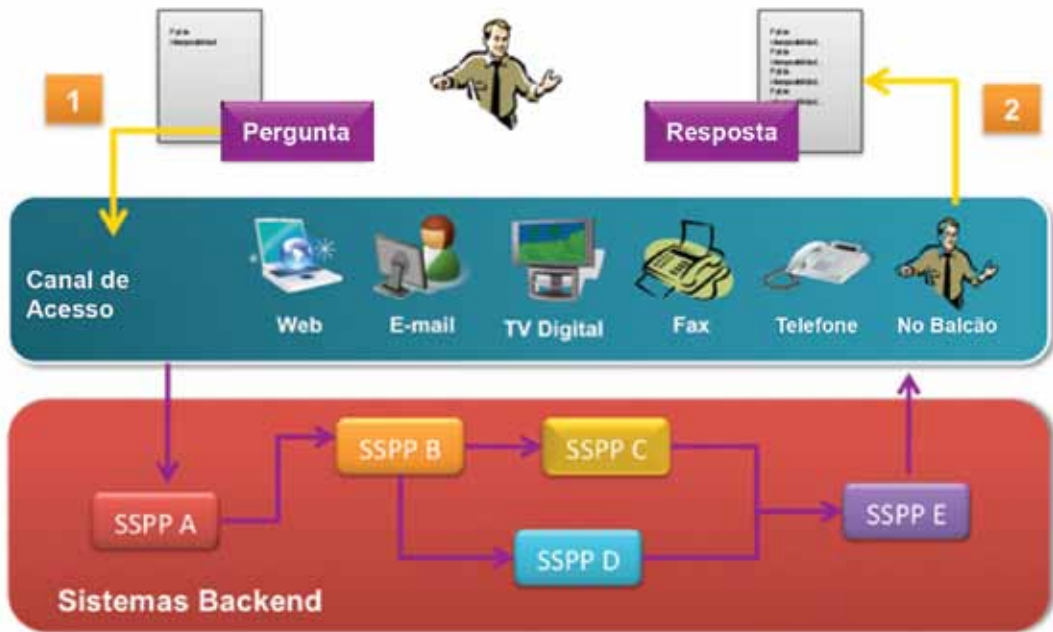 1
Pergunta
Resposta
2
Canal de
Acesso
Web
E-mail
TV Digital
Fax
Telefone
No Balcão
SSPP A
SSPP B
SSPP C
SSPP D
SSPP E
Sistemas Backend